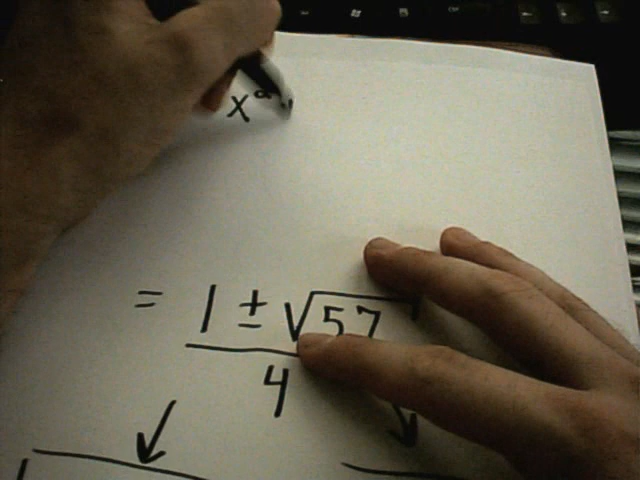 x²
= 1 ± √57
4